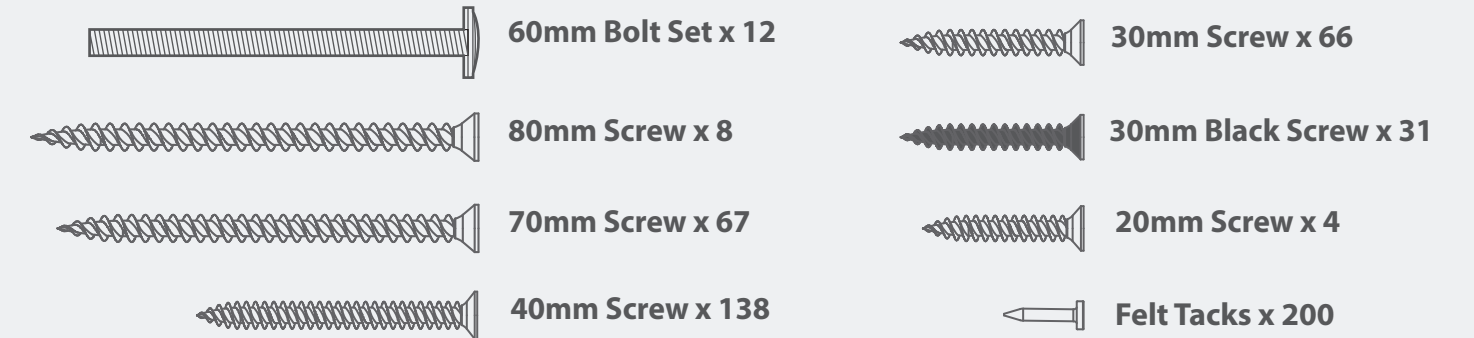 60mm Bolt Set x 12
80mm Screw x 8
70mm Screw x 67
40mm Screw x 138
30mm Screw x 66
30mm Black Screw x 31
20mm Screw x 4
Felt Tacks x 200